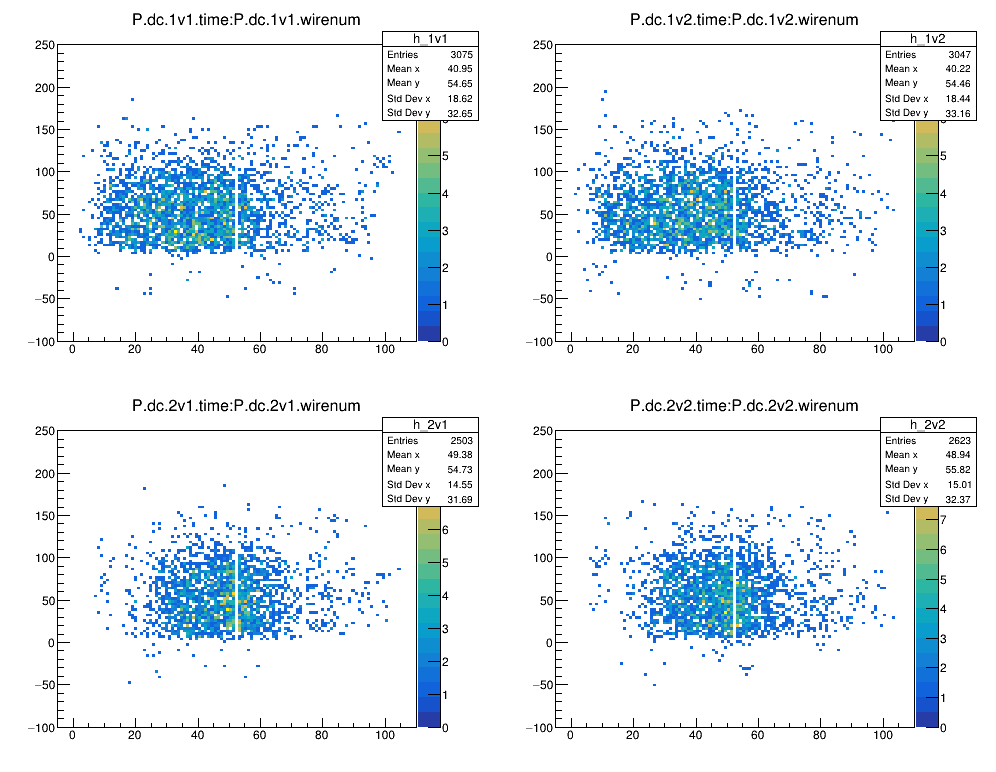 P.dc.1v1.time:P.dc.1v1.wirenum
h_1v1
Entries 3075
Mean x 40.95
Mean y 54.65
Std Dev x 18.62
Std Dev y 32.65
250
200
150
100
50
0
−50
−100
0 20 40 60 80 100
5
4
3
2
1
0
P.dc.1v2.time:P.dc.1v2.wirenum
h_1v2
Entries 3047
Mean x 40.22
Mean y 54.46
Std Dev x 18.44
Std Dev y 33.16
250
200
150
100
50
0
−50
−100
0 20 40 60 80 100
5
4
3
2
1
0
P.dc.2v1.time:P.dc.2v1.wirenum
h_2v1
Entries 2503
Mean x 49.38
Mean y 54.73
Std Dev x 14.55
Std Dev y 31.69
250
200
150
100
50
0
−50
−100
0 20 40 60 80 100
6
5
4
3
2
1
0
P.dc.2v2.time:P.dc.2v2.wirenum
h_2v2
Entries 2623
Mean x 48.94
Mean y 55.82
Std Dev x 15.01
Std Dev y 32.37
250
200
150
100
50
0
−50
−100
0 20 40 60 80 100
7
6
5
4
3
2
1
0